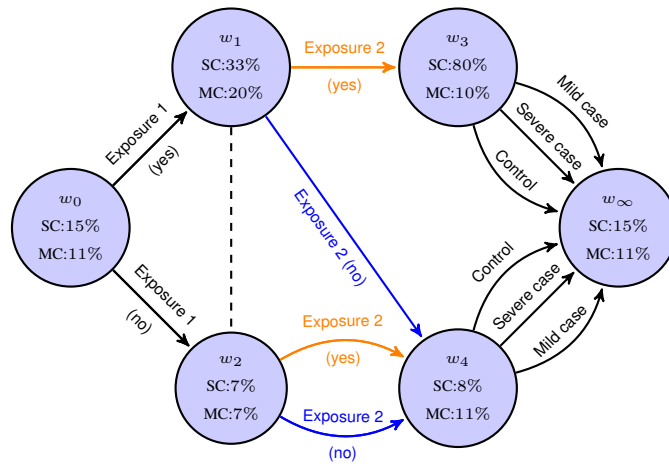 w₀
SC:15%
MC:11%
Exposure 1
(yes)
Exposure 1
(no)
w₁
SC:33%
MC:20%
w₂
SC:7%
MC:7%
Exposure 2
(yes)
Exposure 2 (no)
Exposure 2
(yes)
Exposure 2
(no)
w₃
SC:80%
MC:10%
w₄
SC:8%
MC:11%
Mild case
Severe case
Control
Control
Severe case
Mild case
w∞
SC:15%
MC:11%